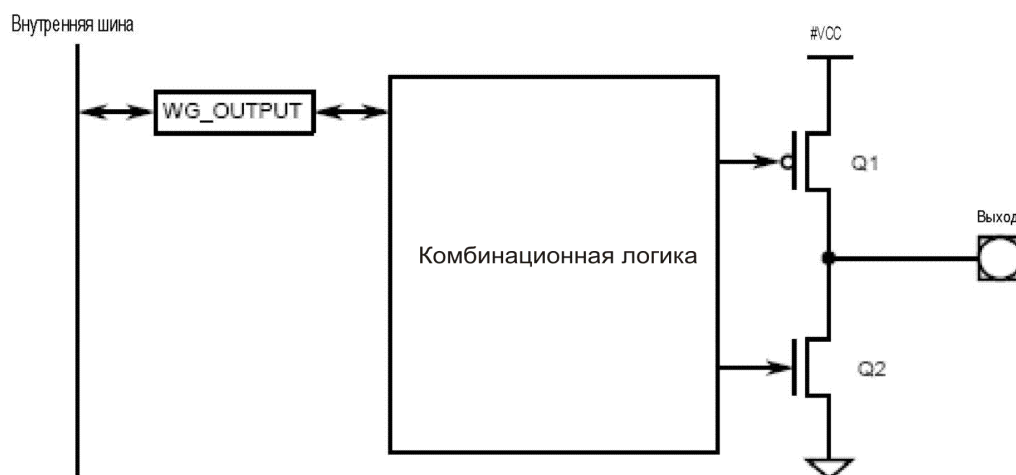 Внутренняя шина
#VCC
WG_OUTPUT
Q1
Выход
Комбинационная логика
Q2